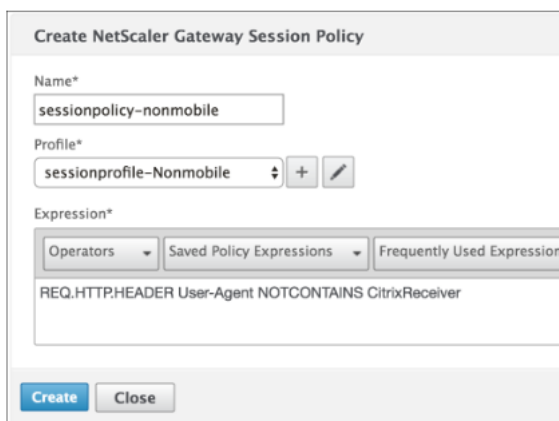 Create NetScaler Gateway Session Policy
Name*
sessionpolicy-nonmobile
Profile*
sessionprofile-Nonmobile
Expression*
Operators Saved Policy Expressions Frequently Used Expression
REQ.HTTP.HEADER User-Agent NOTCONTAINS CitrixReceiver
Create Close